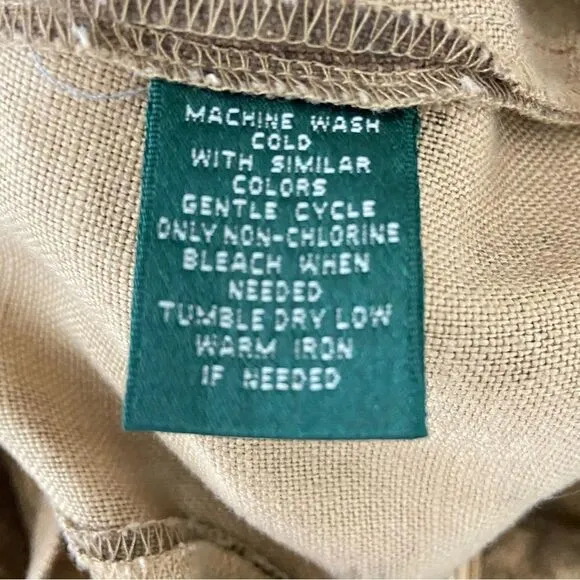 MACHINE WASH
COLD
WITH SIMILAR
COLORS
GENTLE CYCLE
ONLY NON-CHLORINE
BLEACH WHEN
NEEDED
TUMBLE DRY LOW
WARM IRON
IF NEEDED